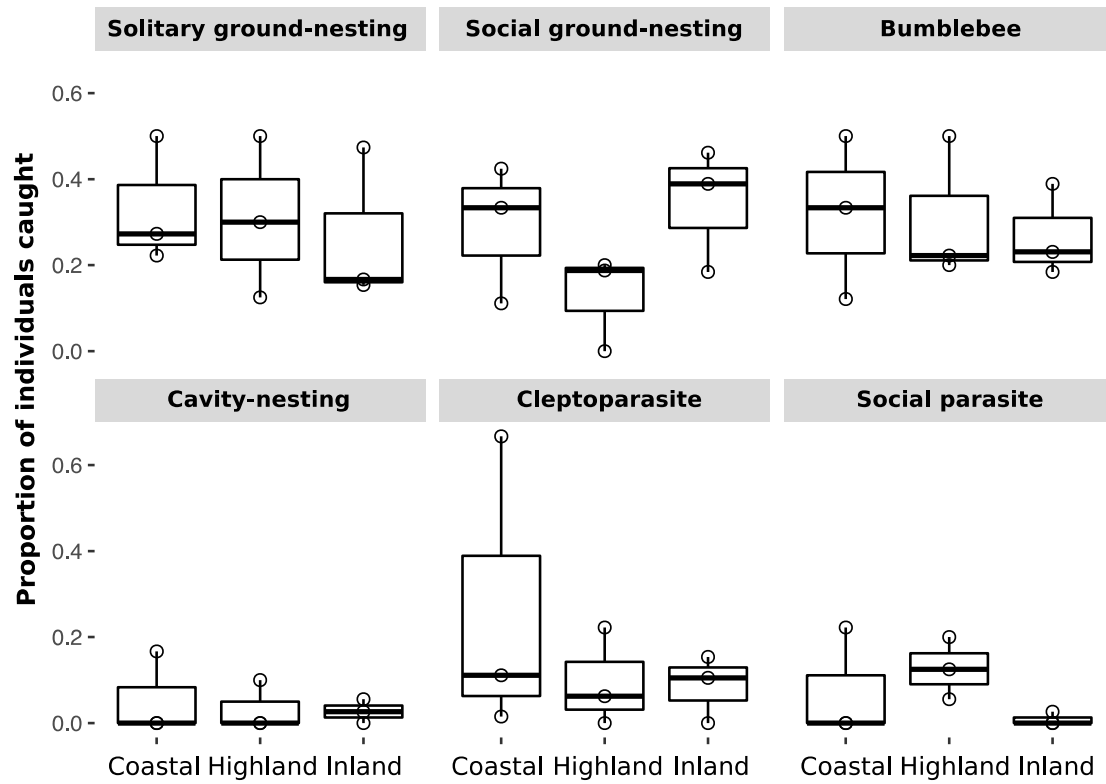 Solitary ground-nesting
Social ground-nesting
Bumblebee
0.6
0.4
0.2
0.0
Cavity-nesting
Cleptoparasite
Social parasite
0.6
0.4
0.2
0.0
Coastal Highland Inland
Coastal Highland Inland
Coastal Highland Inland
Proportion of individuals caught